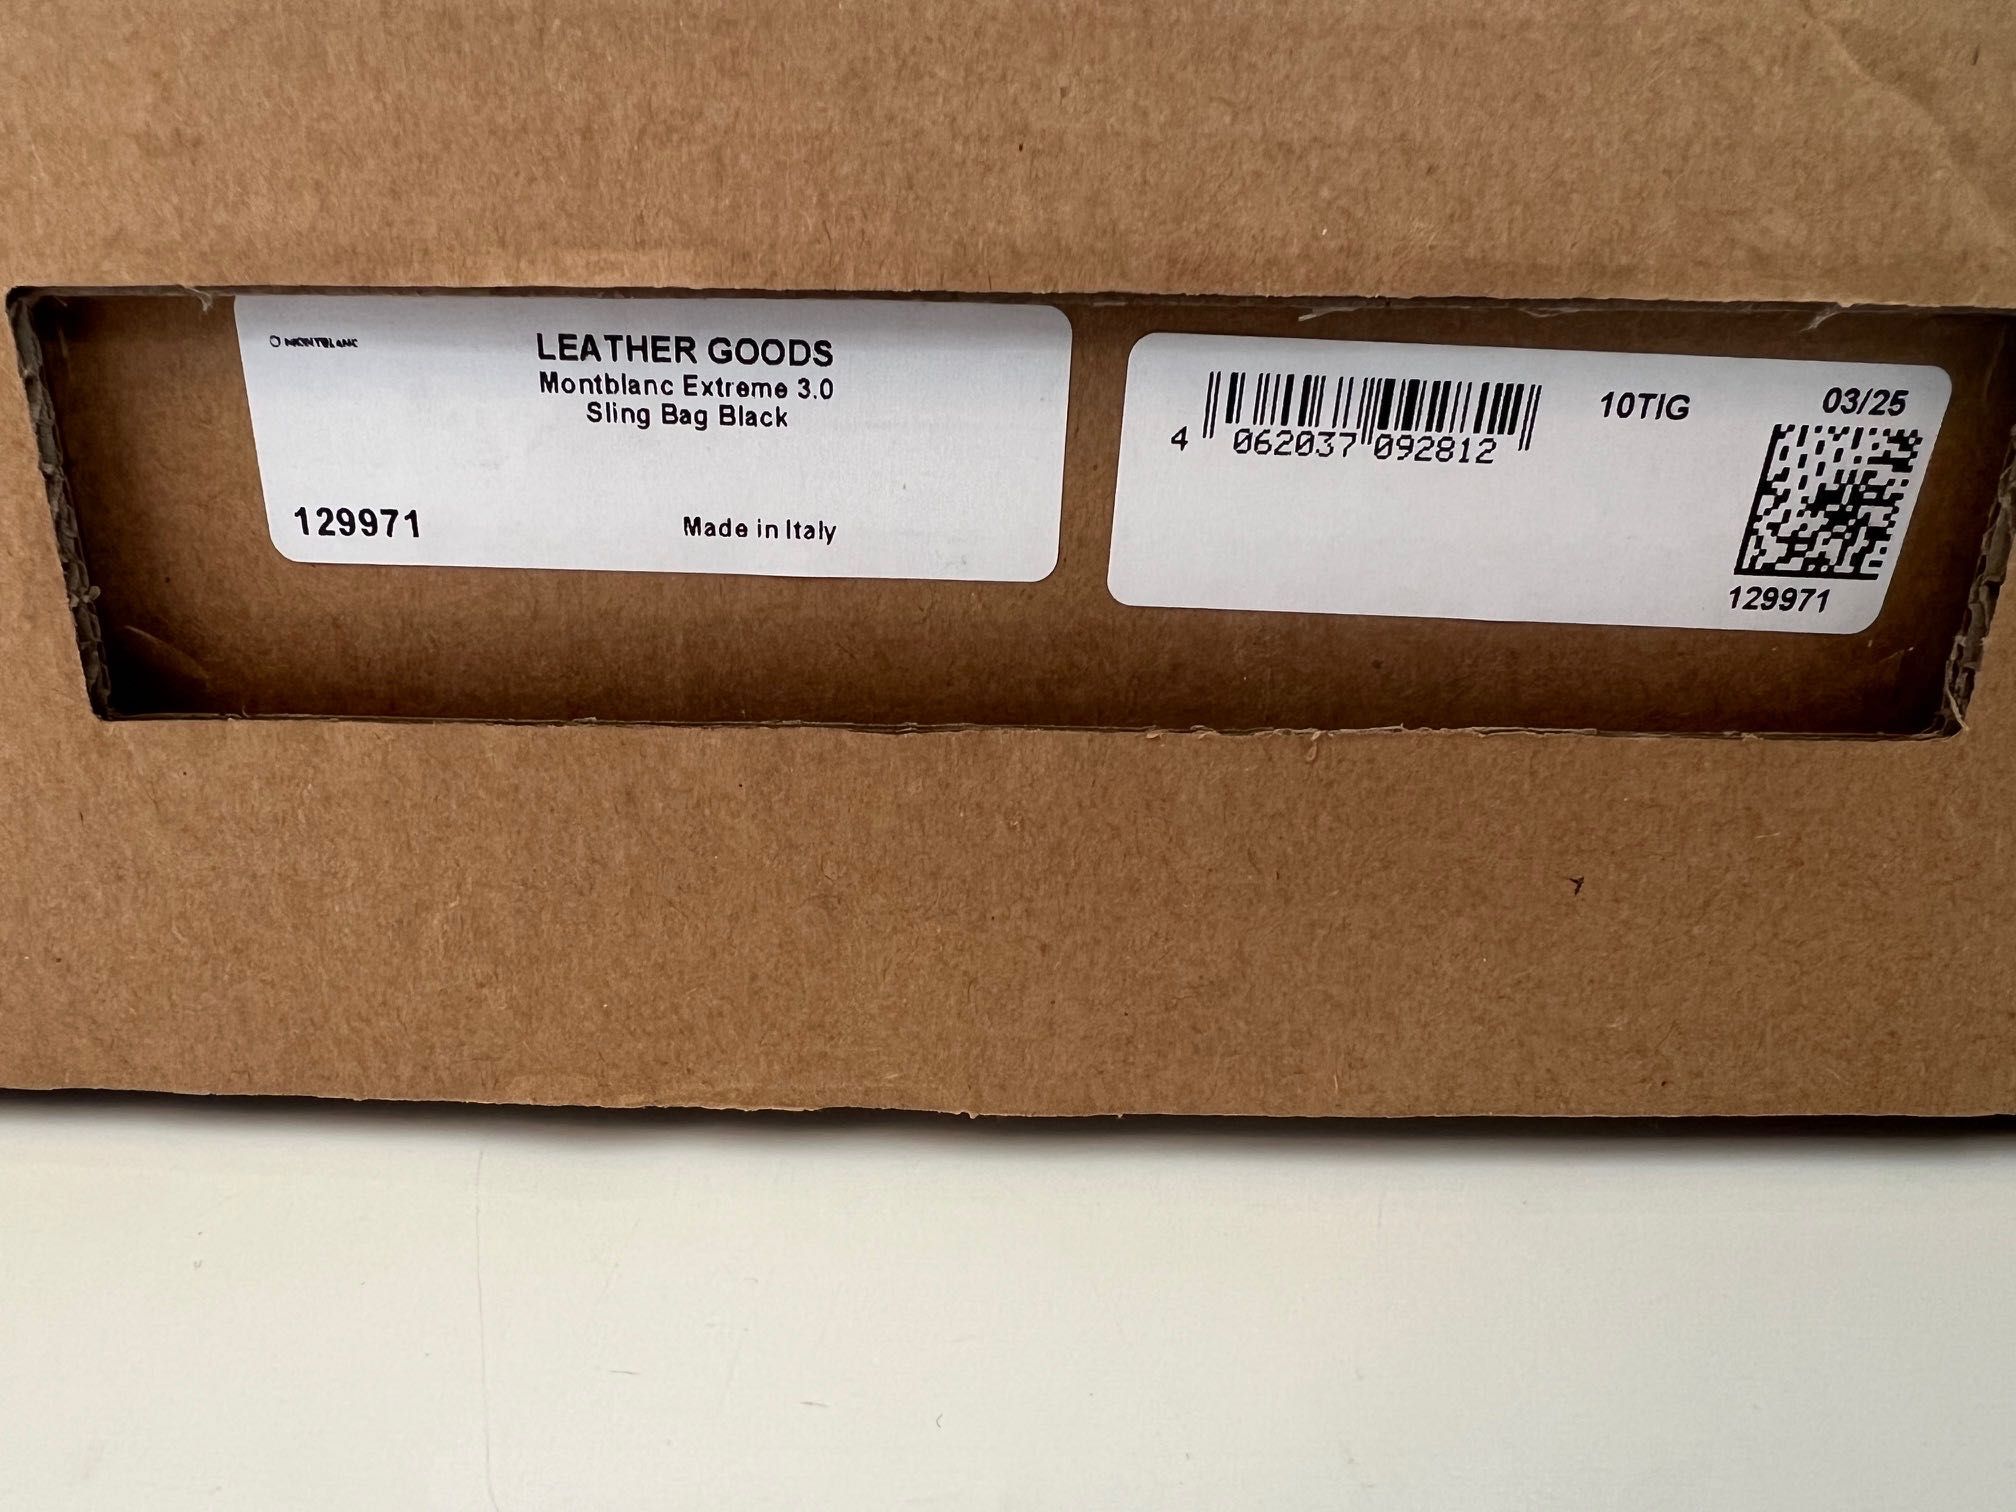 MONTBLANC
LEATHER GOODS
Montblanc Extreme 3.0
Sling Bag Black
129971
Made in Italy
4 062037 092812
10TIG
03/25
129971